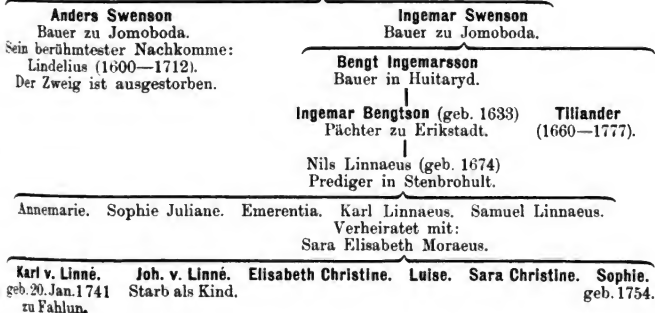 Anders Swenson
Bauer zu Jomoboda.
Sein berühmtester Nachkomme:
Lindelius (1600—1712).
Der Zweig ist ausgestorben.
Ingemar Swenson
Bauer zu Jomoboda.
Bengt Ingemarsson
Bauer in Huitaryd.
Ingemar Bengtson (geb. 1633)
Pächter zu Erikstadt.
Tiliander
(1660—1777).
Nils Linnaeus (geb. 1674)
Prediger in Stenbrohult.
Annemarie. Sophie Juliane. Emerentia. Karl Linnaeus. Samuel Linnaeus.
Verheiratet mit:
Sara Elisabeth Moraeus.
Karl v. Linné.
geb. 20. Jan. 1741
zu Fahlun.
Joh. v. Linné.
Starb als Kind.
Elisabeth Christine. Luise. Sara Christine. Sophie.
geb. 1754.